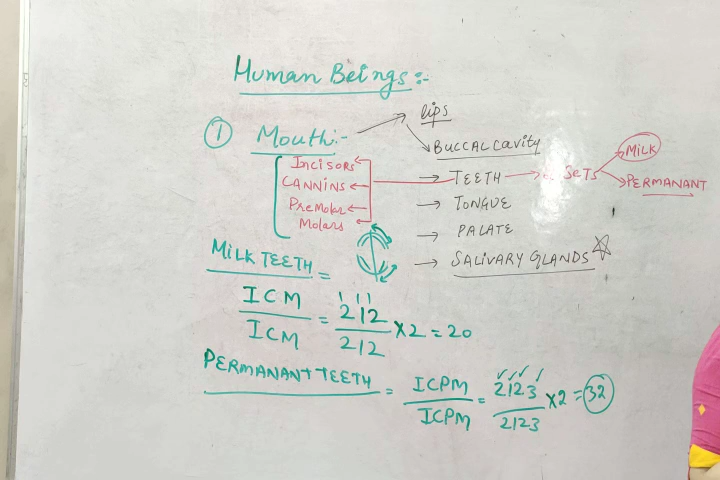 Human Beings:-
① Mouth:-
lips
BUCCAL CAVITY
TEETH
SETS
MILK
PERMANANT
TONGUE
PALATE
SALIVARY GLANDS
INCISORS
CANNINS
PREMOLAR
MOLARS
MILK TEETH =
ICM/ICM = 212/212 × 2 = 20
PERMANANT TEETH = ICPM/ICPM = 2123/2123 × 2 = 32